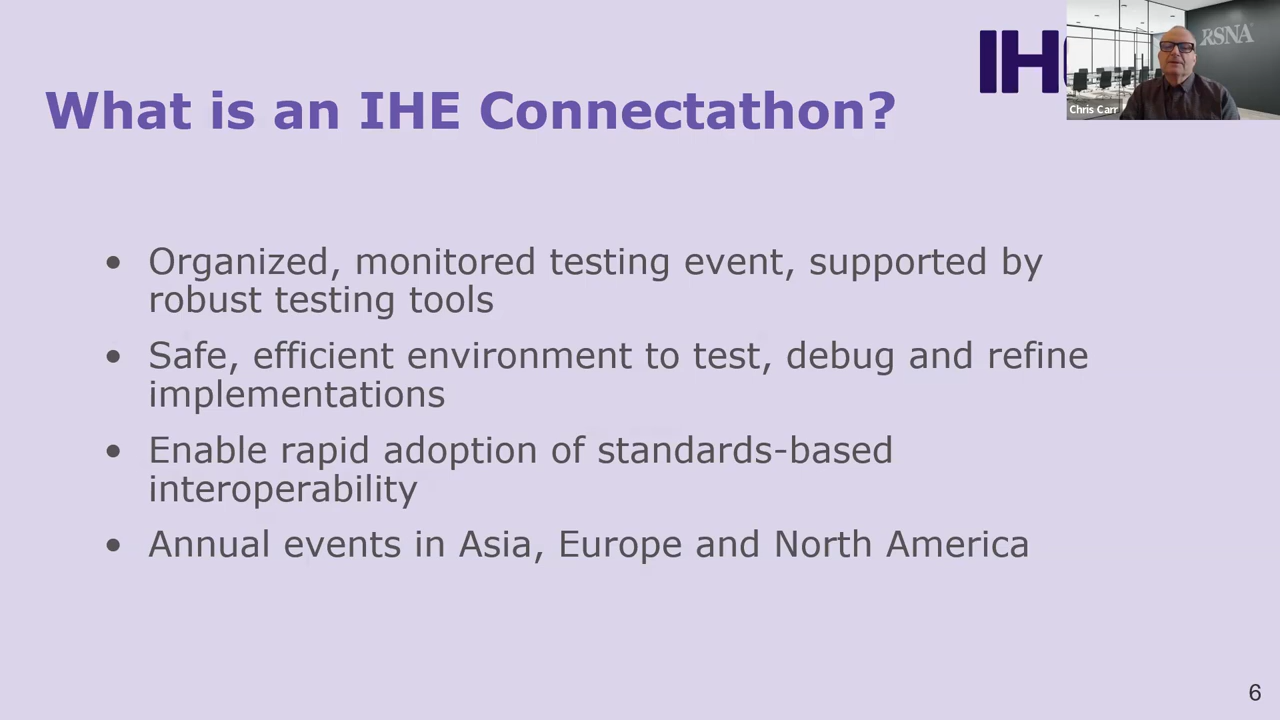 IH
RSNA
Chris Carr
What is an IHE Connectathon?
• Organized, monitored testing event, supported by
robust testing tools
• Safe, efficient environment to test, debug and refine
implementations
• Enable rapid adoption of standards-based
interoperability
• Annual events in Asia, Europe and North America
6